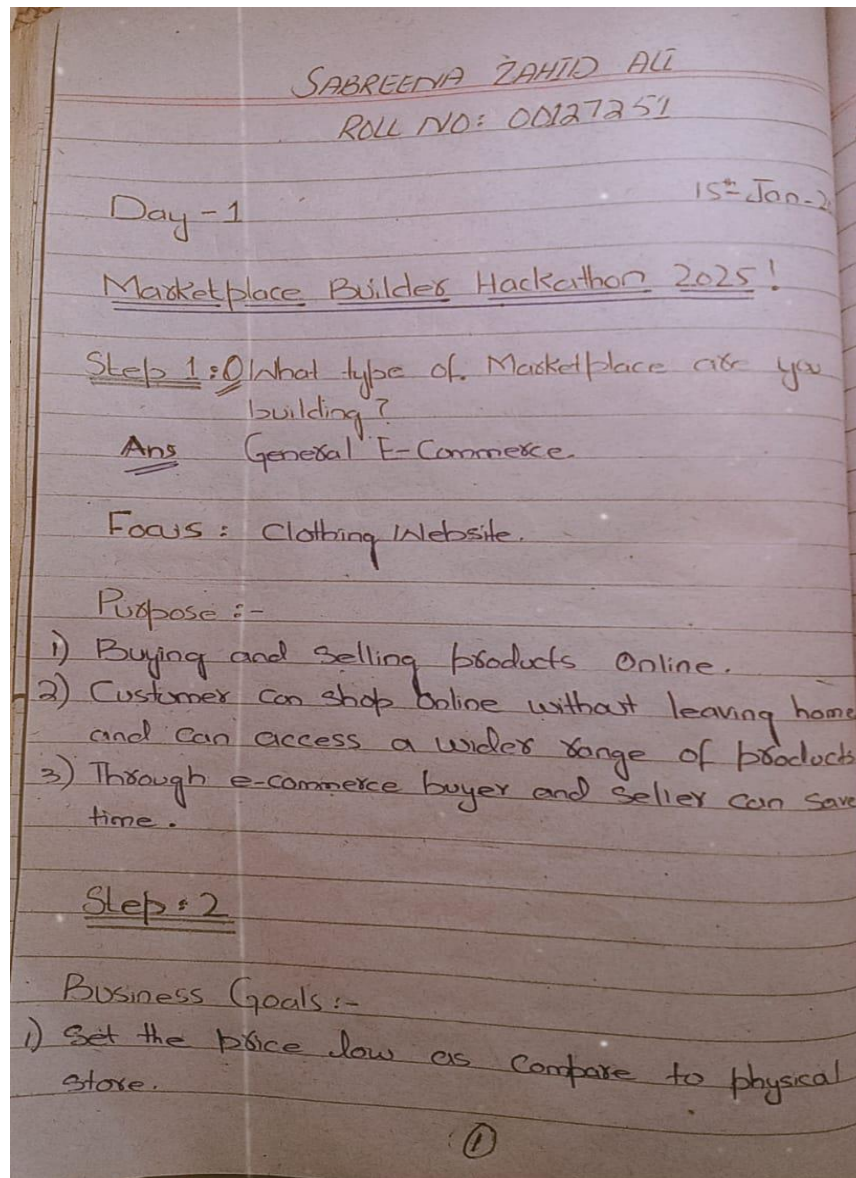 SABREENA ZAHID ALI
ROLL NO: 00127251
Day-1
15th Jan-2
Marketplace Builder Hackathon 2025!
Step 1: What type of Marketplace are you
building?
Ans General E-Commerce.
Focus: Clothing Website.
Purpose:-
1) Buying and Selling products Online.
2) Customer can shop online without leaving home
and can access a wider range of products
3) Through e-commerce buyer and seller can save
time.
Step:2
Business Goals:-
1) Set the price low as compare to physical
store.
1